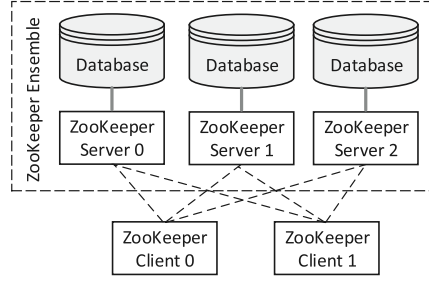 ZooKeeper Ensemble
Database
Database
Database
ZooKeeper
Server 0
ZooKeeper
Server 1
ZooKeeper
Server 2
ZooKeeper
Client 0
ZooKeeper
Client 1